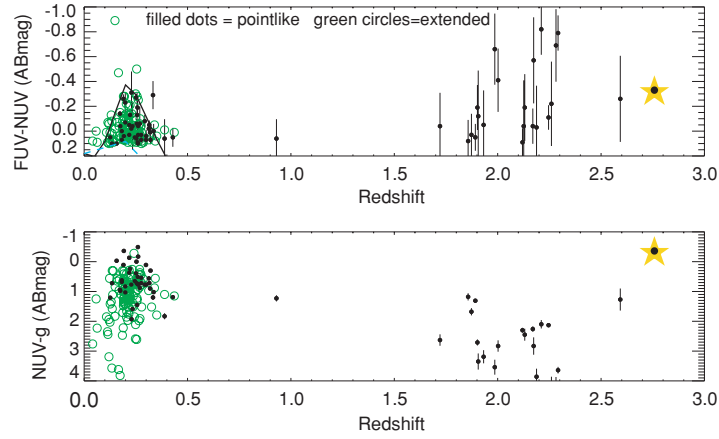 filled dots = pointlike   green circles=extended
-1.0
-0.8
-0.6
-0.4
-0.2
0.0
0.2
FUV-NUV (ABmag)
0.0 0.5 1.0 1.5 2.0 2.5 3.0
Redshift
-1
0
1
2
3
4
NUV-g (ABmag)
0.0 0.5 1.0 1.5 2.0 2.5 3.0
Redshift